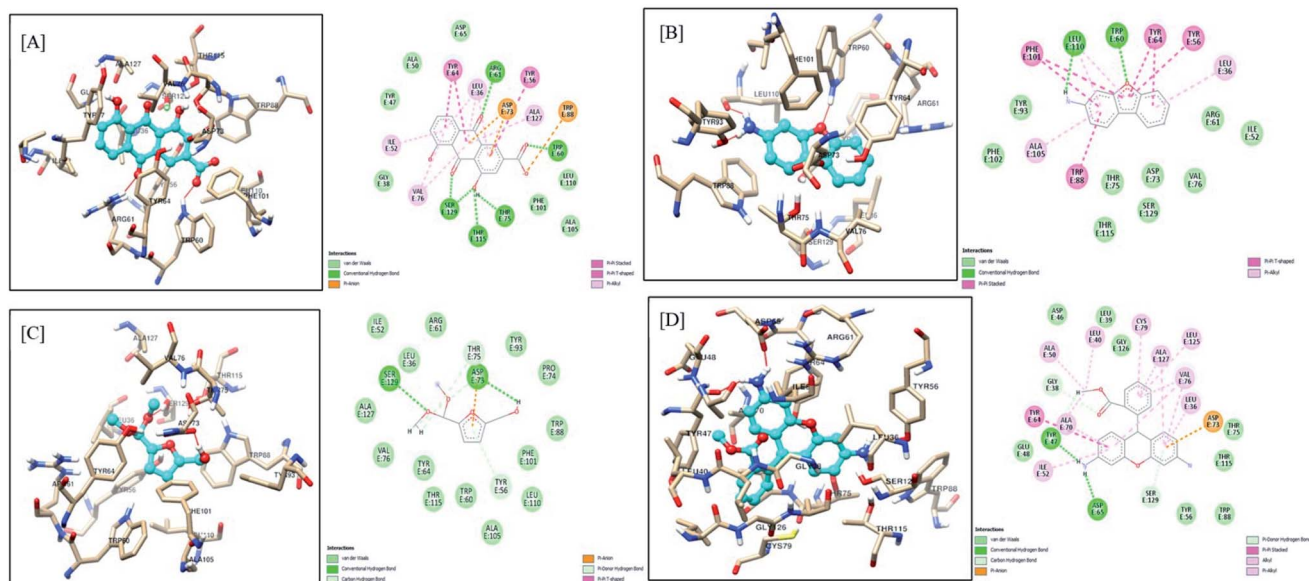 [A]
ALA127
THR115
TRP88
ASP73
ARG61
TYR64
TRP60
PHE101
ASP
E:65
ALA
E:50
TYR
E:64
ARG
E:61
TYR
E:56
TYR
E:47
LEU
E:36
ASP
E:73
ALA
E:127
TRP
E:88
ILE
E:52
TRP
E:60
GLY
E:38
VAL
E:76
LEU
E:110
PHE
E:101
SER
E:129
THR
E:75
ALA
E:105
THR
E:115
Interactions
van der Waals
Conventional Hydrogen Bond
Pi-Anion
Pi-Pi Stacked
Pi-Pi T-shaped
Pi-Alkyl
[B]
TRP60
HE101
LEU110
ARG61
TYR64
TYR93
TRP88
THR75
VAL76
SER129
LEU
E:110
TRP
E:60
TYR
E:64
TYR
E:56
PHE
E:101
LEU
E:36
TYR
E:93
ARG
E:61
ILE
E:52
PHE
E:102
ALA
E:105
TRP
E:88
THR
E:75
ASP
E:73
VAL
E:76
SER
E:129
THR
E:115
Interactions
van der Waals
Conventional Hydrogen Bond
Pi-Pi Stacked
Pi-Pi T-shaped
Pi-Alkyl
[C]
ALA127
VAL76
THR115
ASP73
TYR64
TYR56
TRP88
TYR93
HE101
TRP60
ALA105
ILE
E:52
ARG
E:61
THR
E:75
TYR
E:93
LEU
E:36
SER
E:129
ASP
E:73
PRO
E:74
ALA
E:127
TRP
E:88
VAL
E:76
TYR
E:64
PHE
E:101
TYR
E:56
THR
E:115
TRP
E:60
LEU
E:110
ALA
E:105
Interactions
van der Waals
Conventional Hydrogen Bond
Carbon Hydrogen Bond
Pi-Anion
Pi-Donor Hydrogen Bond
Pi-Pi T-shaped
[D]
ARG61
TYR56
TYR47
LEU36
TRP88
THR115
CYS79
ASP
E:46
LEU
E:39
CYS
E:79
LEU
E:40
GLY
E:126
LEU
E:125
ALA
E:50
ALA
E:127
VAL
E:76
GLY
E:38
LEU
E:36
TYR
E:64
ALA
E:70
ASP
E:73
THR
E:75
TYR
E:47
GLU
E:48
THR
E:115
ILE
E:52
SER
E:129
ASP
E:65
TYR
E:56
TRP
E:88
Interactions
van der Waals
Conventional Hydrogen Bond
Carbon Hydrogen Bond
Pi-Anion
Pi-Donor Hydrogen Bond
Pi-Pi Stacked
Alkyl
Pi-Alkyl